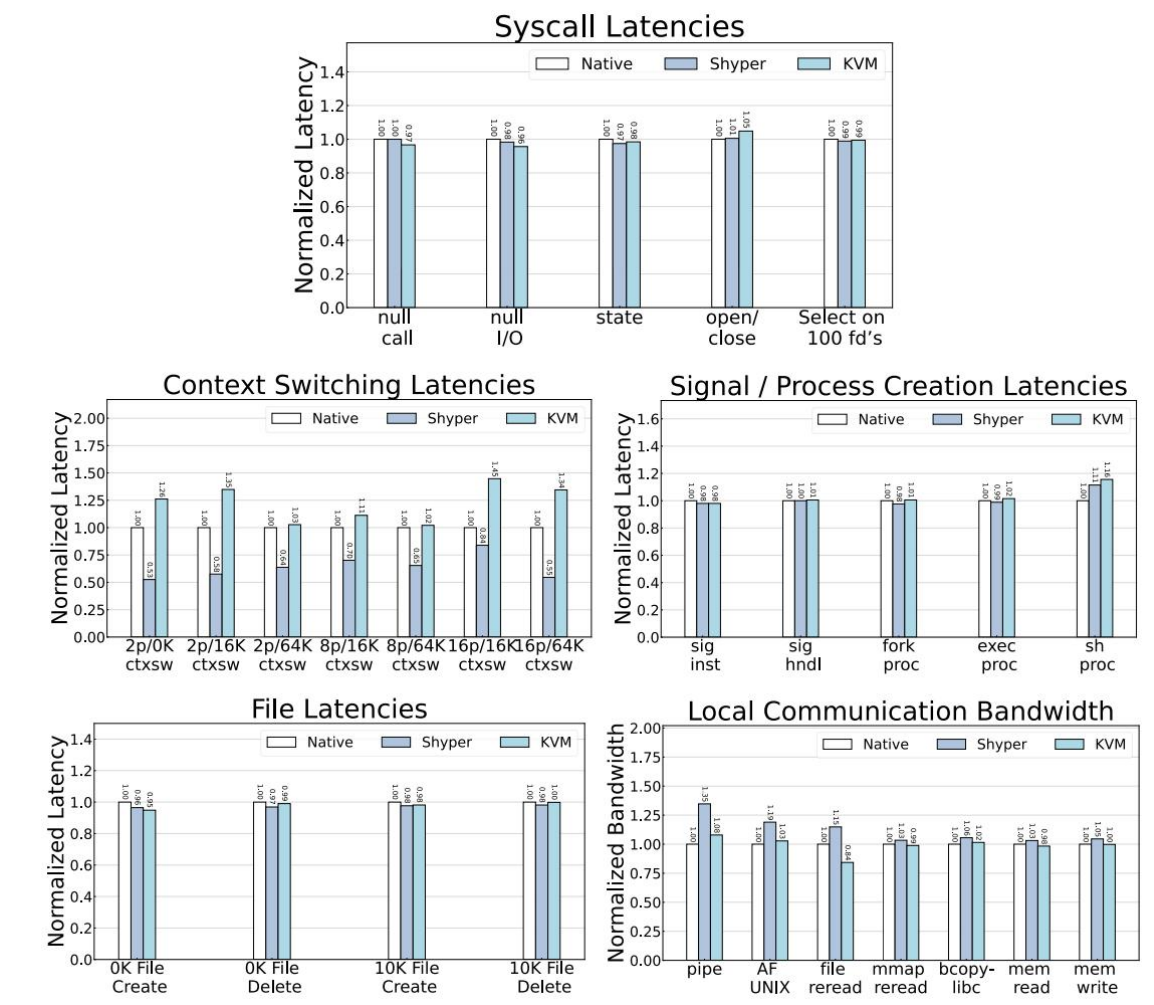 Syscall Latencies
Normalized Latency
Native Shyper KVM
1.4
1.2
1.0
0.8
0.6
0.4
0.2
0.0
1.00 1.00 0.97 1.00 0.98 0.96 1.00 0.97 0.98 1.00 1.01 1.05 1.00 0.99 0.99
null call
null I/O
state
open/ close
Select on 100 fd's
Context Switching Latencies
Normalized Latency
Native Shyper KVM
2.00
1.75
1.50
1.25
1.00
0.75
0.50
0.25
0.00
1.00 0.53 1.26 1.00 0.58 1.35 1.00 0.64 1.03 1.00 0.70 1.11 1.00 0.65 1.02 1.00 0.84 1.45 1.00 0.55 1.34
2p/0K 2p/16K 2p/64K 8p/16K 8p/64K 16p/16K 16p/64K
ctxsw ctxsw ctxsw ctxsw ctxsw ctxsw ctxsw
Signal / Process Creation Latencies
Normalized Latency
Native Shyper KVM
1.6
1.4
1.2
1.0
0.8
0.6
0.4
0.2
0.0
1.00 0.98 0.98 1.00 1.00 1.01 1.00 0.98 1.01 1.00 0.99 1.02 1.00 1.11 1.16
sig sig fork exec sh
inst hndl proc proc proc
File Latencies
Normalized Latency
Native Shyper KVM
1.4
1.2
1.0
0.8
0.6
0.4
0.2
0.0
1.00 0.96 0.95 1.00 0.97 0.99 1.00 0.98 0.98 1.00 0.98 1.00
0K File 0K File 10K File 10K File
Create Delete Create Delete
Local Communication Bandwidth
Normalized Bandwidth
Native Shyper KVM
2.00
1.75
1.50
1.25
1.00
0.75
0.50
0.25
0.00
1.00 1.35 1.08 1.00 1.19 1.03 1.00 1.15 0.84 1.00 1.03 0.99 1.00 1.06 1.02 1.00 1.03 0.98 1.00 1.05 1.00
pipe AF file mmap bcopy- mem mem
UNIX reread reread libc read write